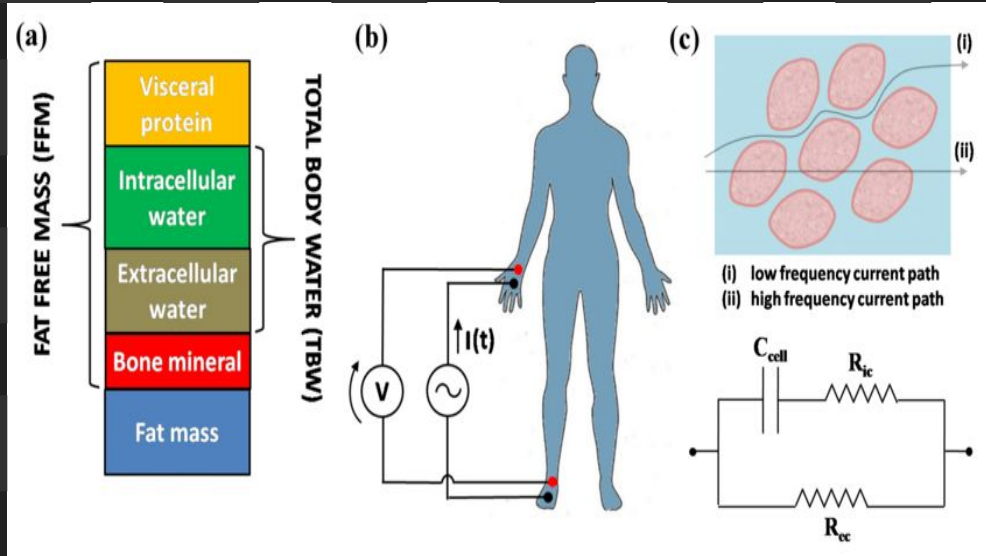 (a)
FAT FREE MASS (FFM)
Visceral
protein
Intracellular
water
Extracellular
water
Bone mineral
Fat mass
TOTAL BODY WATER (TBW)
(b)
I(t)
V
(c)
(i)
(ii)
(i) low frequency current path
(ii) high frequency current path
Ccell
Ric
Rec